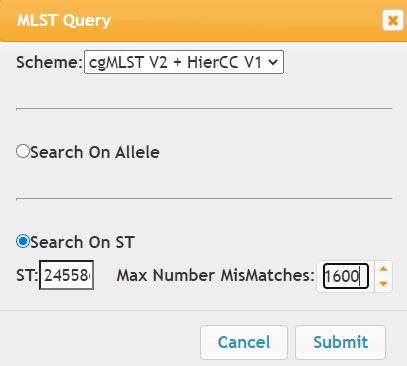 MLST Query
Scheme: cgMLST V2 + HierCC V1
Search On Allele
Search On ST
ST: 24558 Max Number MisMatches: 1600
Cancel Submit